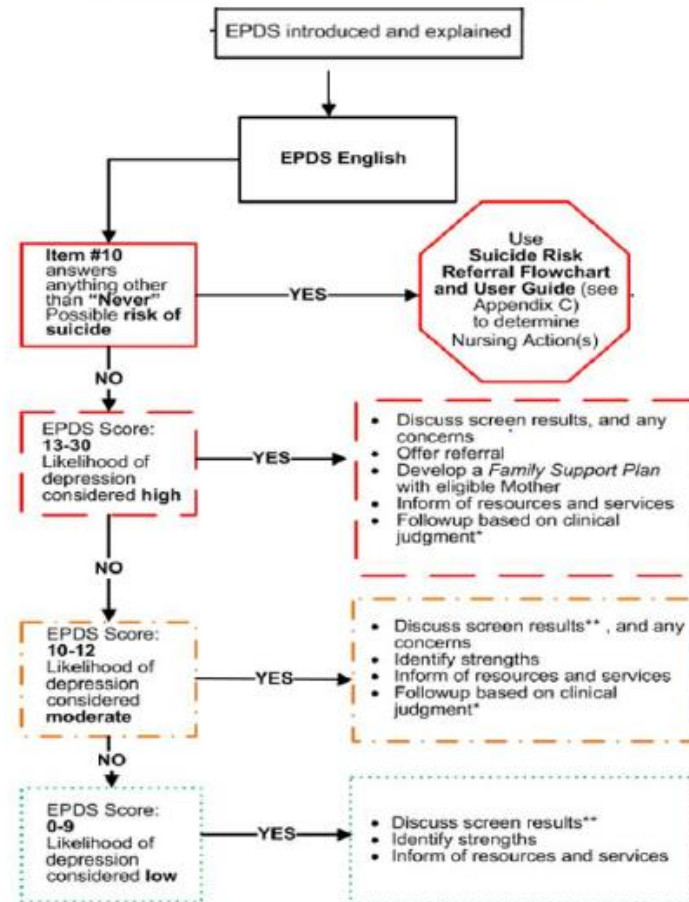 EPDS introduced and explained
EPDS English
Item #10
answers
anything other
than “Never”
Possible risk of
suicide
YES
Use
Suicide Risk
Referral Flowchart
and User Guide (see
Appendix C)
to determine
Nursing Action(s)
NO
EPDS Score:
13-30
Likelihood of
depression
considered high
YES
• Discuss screen results, and any
concerns
• Offer referral
• Develop a Family Support Plan
with eligible Mother
• Inform of resources and services
• Followup based on clinical
judgment*
NO
EPDS Score:
10-12
Likelihood of
depression
considered
moderate
YES
• Discuss screen results** , and any
concerns
• Identify strengths
• Inform of resources and services
• Followup based on clinical
judgment*
NO
EPDS Score:
0-9
Likelihood of
depression
considered low
YES
• Discuss screen results**
• Identify strengths
• Inform of resources and services